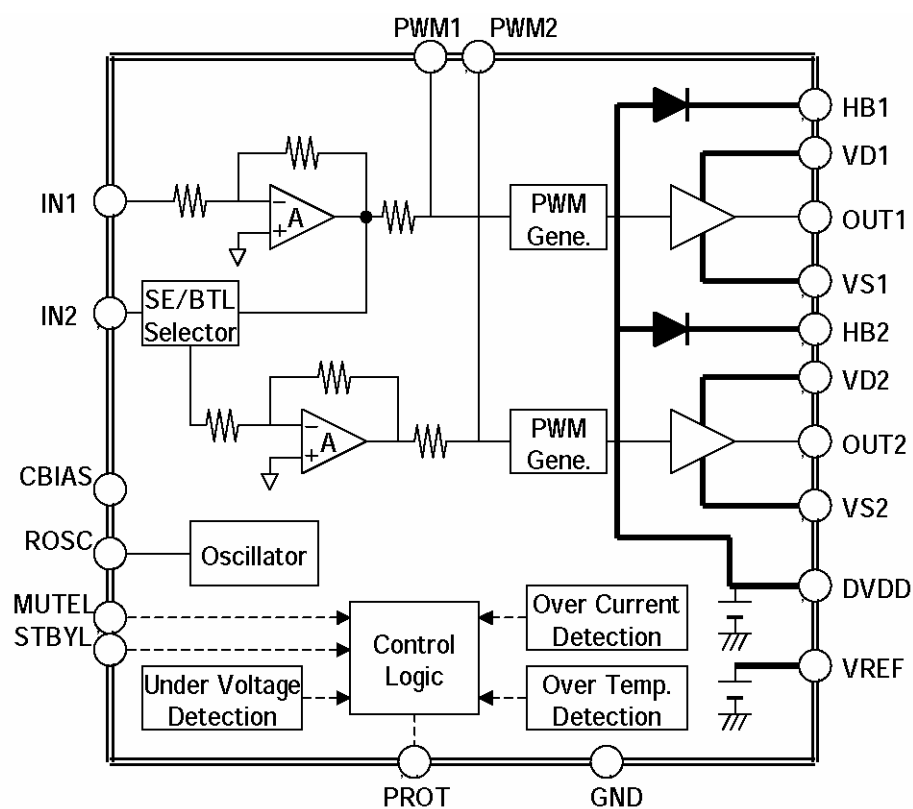 PWM1 PWM2
HB1
VD1
IN1
A
PWM
Gene.
OUT1
VS1
IN2
SE/BTL
Selector
HB2
VD2
A
PWM
Gene.
OUT2
CBIAS
VS2
ROSC
Oscillator
DVDD
MUTEL
STBYL
Control
Logic
Over Current
Detection
VREF
Under Voltage
Detection
Over Temp.
Detection
PROT
GND